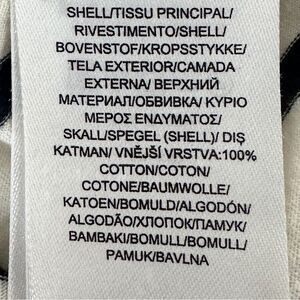 SHELL/TISSU PRINCIPAL/
RIVESTIMENTO/SHELL/
BOVENSTOF/KROPSSTYKKE/
TELA EXTERIOR/CAMADA
EXTERNA/ ВЕРХНИЙ
МАТЕРИАЛ/ОБВИВКА/ ΚΥΡΙΟ
ΜΕΡΟΣ ΕΝΔΥΜΑΤΟΣ/
SKALL/SPEGEL (SHELL)/ DIŞ
KATMAN/ VNĚJŠÍ VRSTVA:100%
COTTON/COTON/
COTONE/BAUMWOLLE/
KATOEN/BOMULD/ALGODÓN/
ALGODÃO/ХЛОПОК/ПАМУК/
ΒΑΜΒΑΚΙ/BOMULL/BOMULL/
PAMUK/BAVLNA